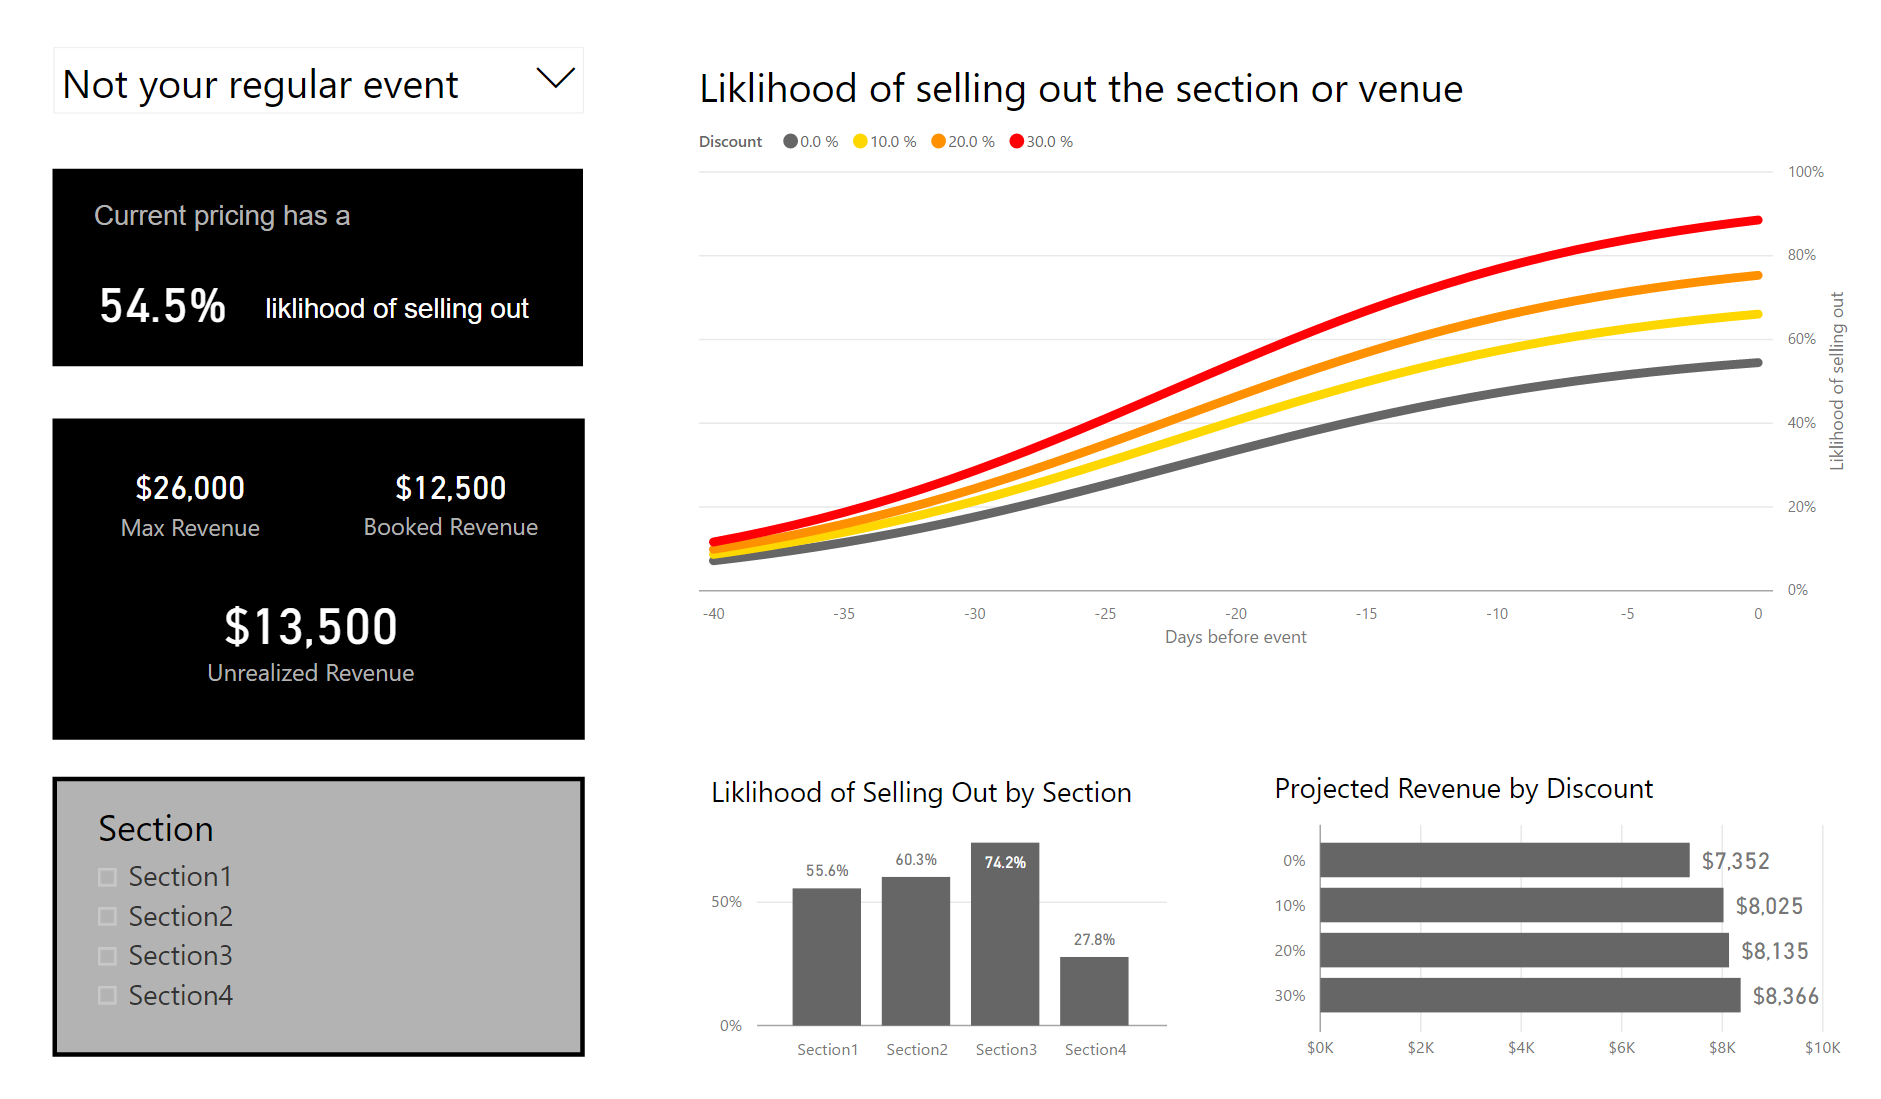 Not your regular event
Current pricing has a
54.5% liklihood of selling out
$26,000
Max Revenue
$12,500
Booked Revenue
$13,500
Unrealized Revenue
Section
Section1
Section2
Section3
Section4
Liklihood of selling out the section or venue
Discount 0.0 % 10.0 % 20.0 % 30.0 %
100%
80%
60%
40%
20%
0%
Liklihood of selling out
-40 -35 -30 -25 -20 -15 -10 -5 0
Days before event
Liklihood of Selling Out by Section
50%
0%
55.6% 60.3% 74.2% 27.8%
Section1 Section2 Section3 Section4
Projected Revenue by Discount
0% $7,352
10% $8,025
20% $8,135
30% $8,366
$0K $2K $4K $6K $8K $10K